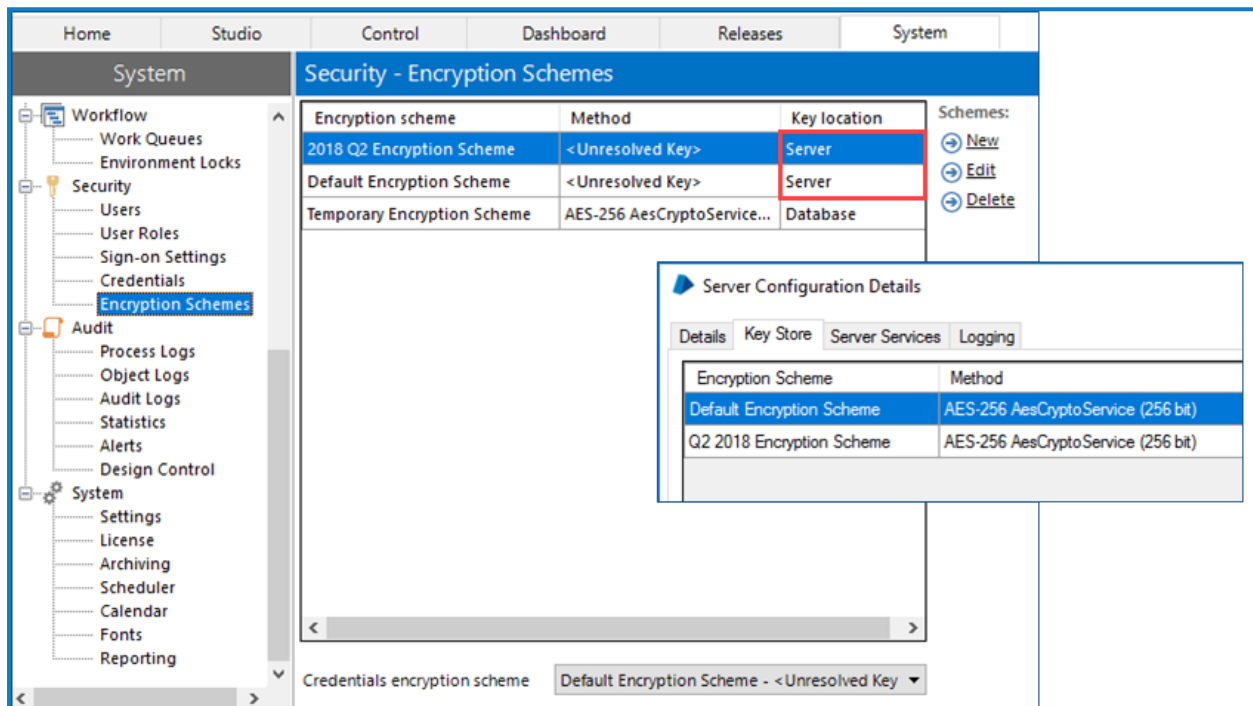 Home Studio Control Dashboard Releases System
System
Workflow
Work Queues
Environment Locks
Security
Users
User Roles
Sign-on Settings
Credentials
Encryption Schemes
Audit
Process Logs
Object Logs
Audit Logs
Statistics
Alerts
Design Control
System
Settings
License
Archiving
Scheduler
Calendar
Fonts
Reporting
Security - Encryption Schemes
Encryption scheme Method Key location
2018 Q2 Encryption Scheme <Unresolved Key> Server
Default Encryption Scheme <Unresolved Key> Server
Temporary Encryption Scheme AES-256 AesCryptoService... Database
Schemes:
New
Edit
Delete
Server Configuration Details
Details Key Store Server Services Logging
Encryption Scheme Method
Default Encryption Scheme AES-256 AesCryptoService (256 bit)
Q2 2018 Encryption Scheme AES-256 AesCryptoService (256 bit)
Credentials encryption scheme Default Encryption Scheme - <Unresolved Key